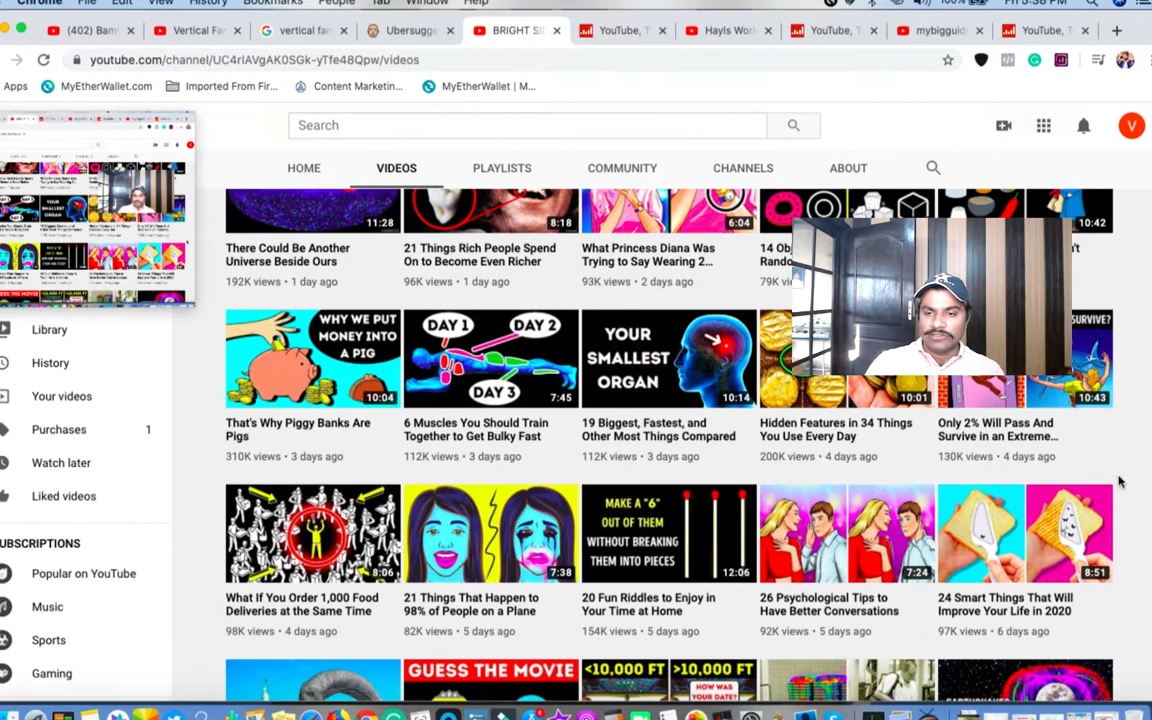 Chrome File Edit View History Bookmarks People Tab Window Help 100% Fri 5:38 PM
(402) Bam Vertical Fa vertical far Ubersugge BRIGHT SI YouTube, T Hayls Wor YouTube, T mybigguid YouTube, T
youtube.com/channel/UC4rlAVgAK0SGk-yTfe48Qpw/videos
Apps MyEtherWallet.com Imported From Fir... Content Marketin... MyEtherWallet | M...
Search
V
HOME VIDEOS PLAYLISTS COMMUNITY CHANNELS ABOUT
11:28 8:18 6:04 10:42
There Could Be Another
Universe Beside Ours
192K views • 1 day ago
21 Things Rich People Spend
On to Become Even Richer
96K views • 1 day ago
What Princess Diana Was
Trying to Say Wearing 2...
93K views • 2 days ago
14 Ob
Rando
79K vi
Library
History
Your videos
Purchases 1
Watch later
Liked videos
UBSCRIPTIONS
Popular on YouTube
Music
Sports
Gaming
WHY WE PUT
MONEY INTO
A PIG
10:04
That's Why Piggy Banks Are
Pigs
310K views • 3 days ago
DAY 1
DAY 2
DAY 3
7:45
6 Muscles You Should Train
Together to Get Bulky Fast
112K views • 3 days ago
YOUR
SMALLEST
ORGAN
10:14
19 Biggest, Fastest, and
Other Most Things Compared
112K views • 3 days ago
10:01
Hidden Features in 34 Things
You Use Every Day
200K views • 4 days ago
SURVIVE?
10:43
Only 2% Will Pass And
Survive in an Extreme...
130K views • 4 days ago
8:06
What If You Order 1,000 Food
Deliveries at the Same Time
98K views • 4 days ago
7:38
21 Things That Happen to
98% of People on a Plane
82K views • 5 days ago
MAKE A "6"
OUT OF THEM
WITHOUT BREAKING
THEM INTO PIECES
12:06
20 Fun Riddles to Enjoy in
Your Time at Home
154K views • 5 days ago
7:24
26 Psychological Tips to
Have Better Conversations
92K views • 5 days ago
8:51
24 Smart Things That Will
Improve Your Life in 2020
97K views • 6 days ago
GUESS THE MOVIE
<10,000 FT >10,000 FT
HOW WAS
YOUR DATE?